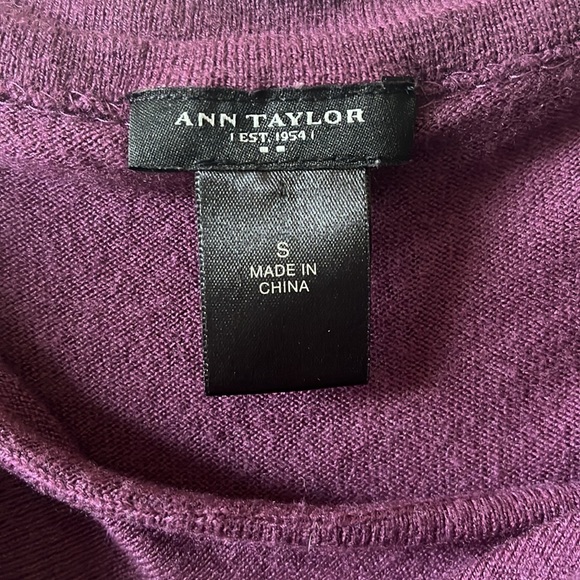 ANN TAYLOR
| EST. 1954 |
S
MADE IN
CHINA